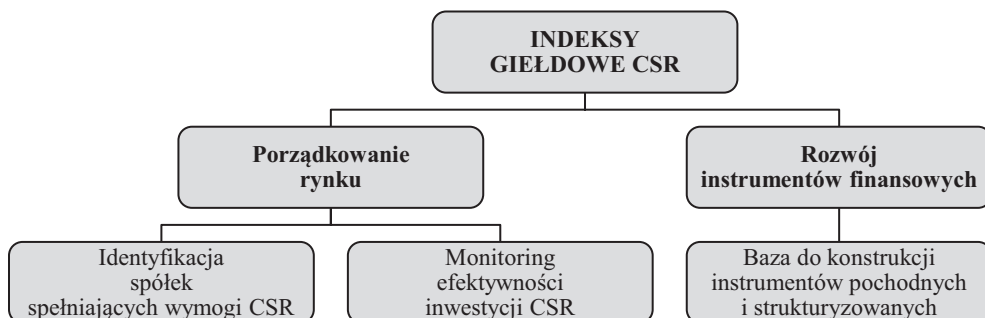 INDEKSY
GIEŁDOWE CSR
Porządkowanie
rynku
Rozwój
instrumentów finansowych
Identyfikacja
spółek
spełniających wymogi CSR
Monitoring
efektywności
inwestycji CSR
Baza do konstrukcji
instrumentów pochodnych
i strukturyzowanych